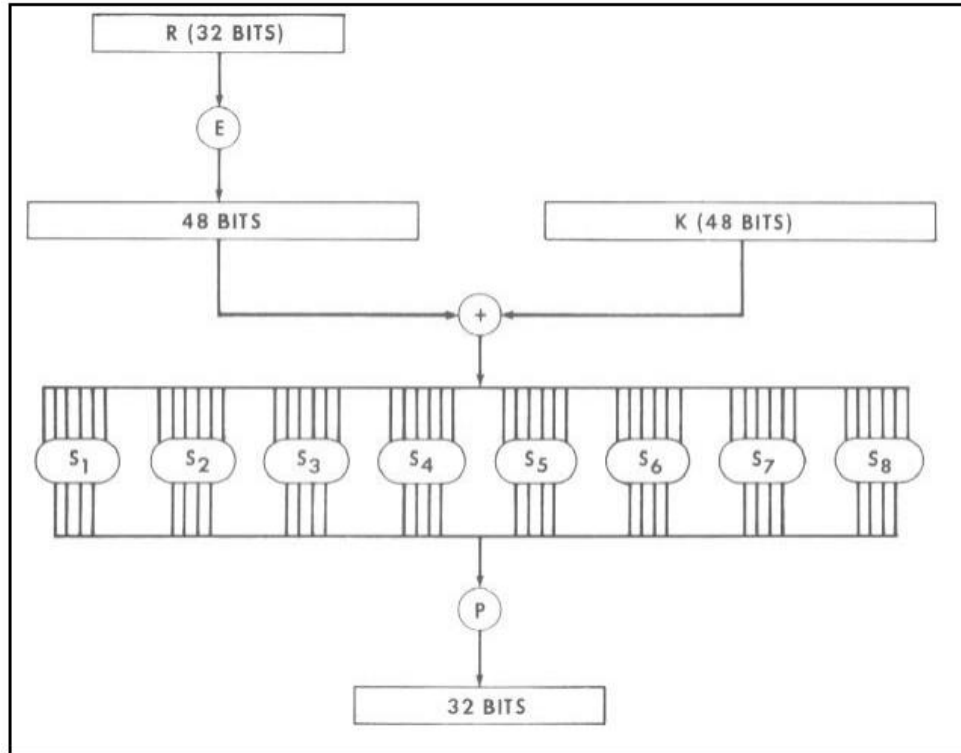 R (32 BITS)
E
48 BITS
K (48 BITS)
+
S1 S2 S3 S4 S5 S6 S7 S8
P
32 BITS